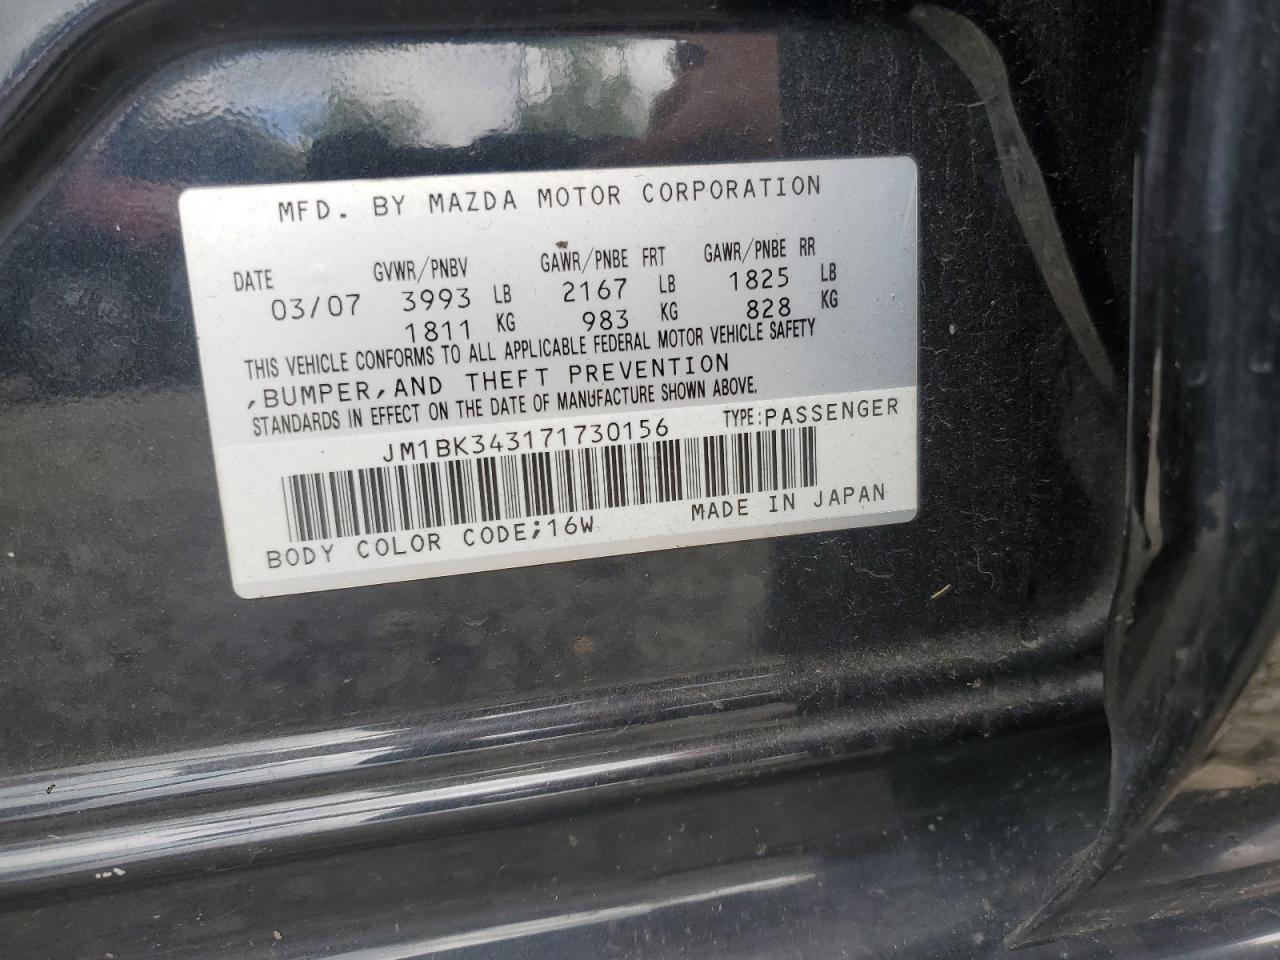 MFD. BY MAZDA MOTOR CORPORATION
DATE GVWR/PNBV GAWR/PNBE FRT GAWR/PNBE RR
03/07 3993 LB 2167 LB 1825 LB
1811 KG 983 KG 828 KG
THIS VEHICLE CONFORMS TO ALL APPLICABLE FEDERAL MOTOR VEHICLE SAFETY
,BUMPER,AND THEFT PREVENTION
STANDARDS IN EFFECT ON THE DATE OF MANUFACTURE SHOWN ABOVE.
JM1BK343171730156 TYPE:PASSENGER
BODY COLOR CODE;16W MADE IN JAPAN